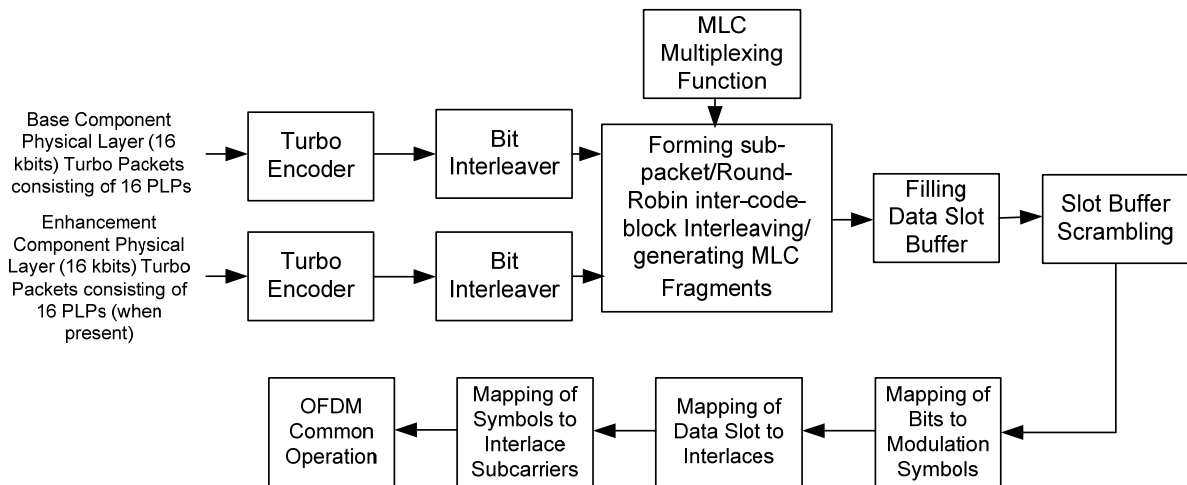 MLC
Multiplexing
Function
Base Component
Physical Layer (16
kbits) Turbo Packets
consisting of 16 PLPs
Turbo
Encoder
Bit
Interleaver
Forming sub-
packet/Round-
Robin inter-code-
block Interleaving/
generating MLC
Fragments
Filling
Data Slot
Buffer
Slot Buffer
Scrambling
Enhancement
Component Physical
Layer (16 kbits) Turbo
Packets consisting of
16 PLPs (when
present)
Turbo
Encoder
Bit
Interleaver
OFDM
Common
Operation
Mapping of
Symbols to
Interlace
Subcarriers
Mapping of
Data Slot to
Interlaces
Mapping of
Bits to
Modulation
Symbols